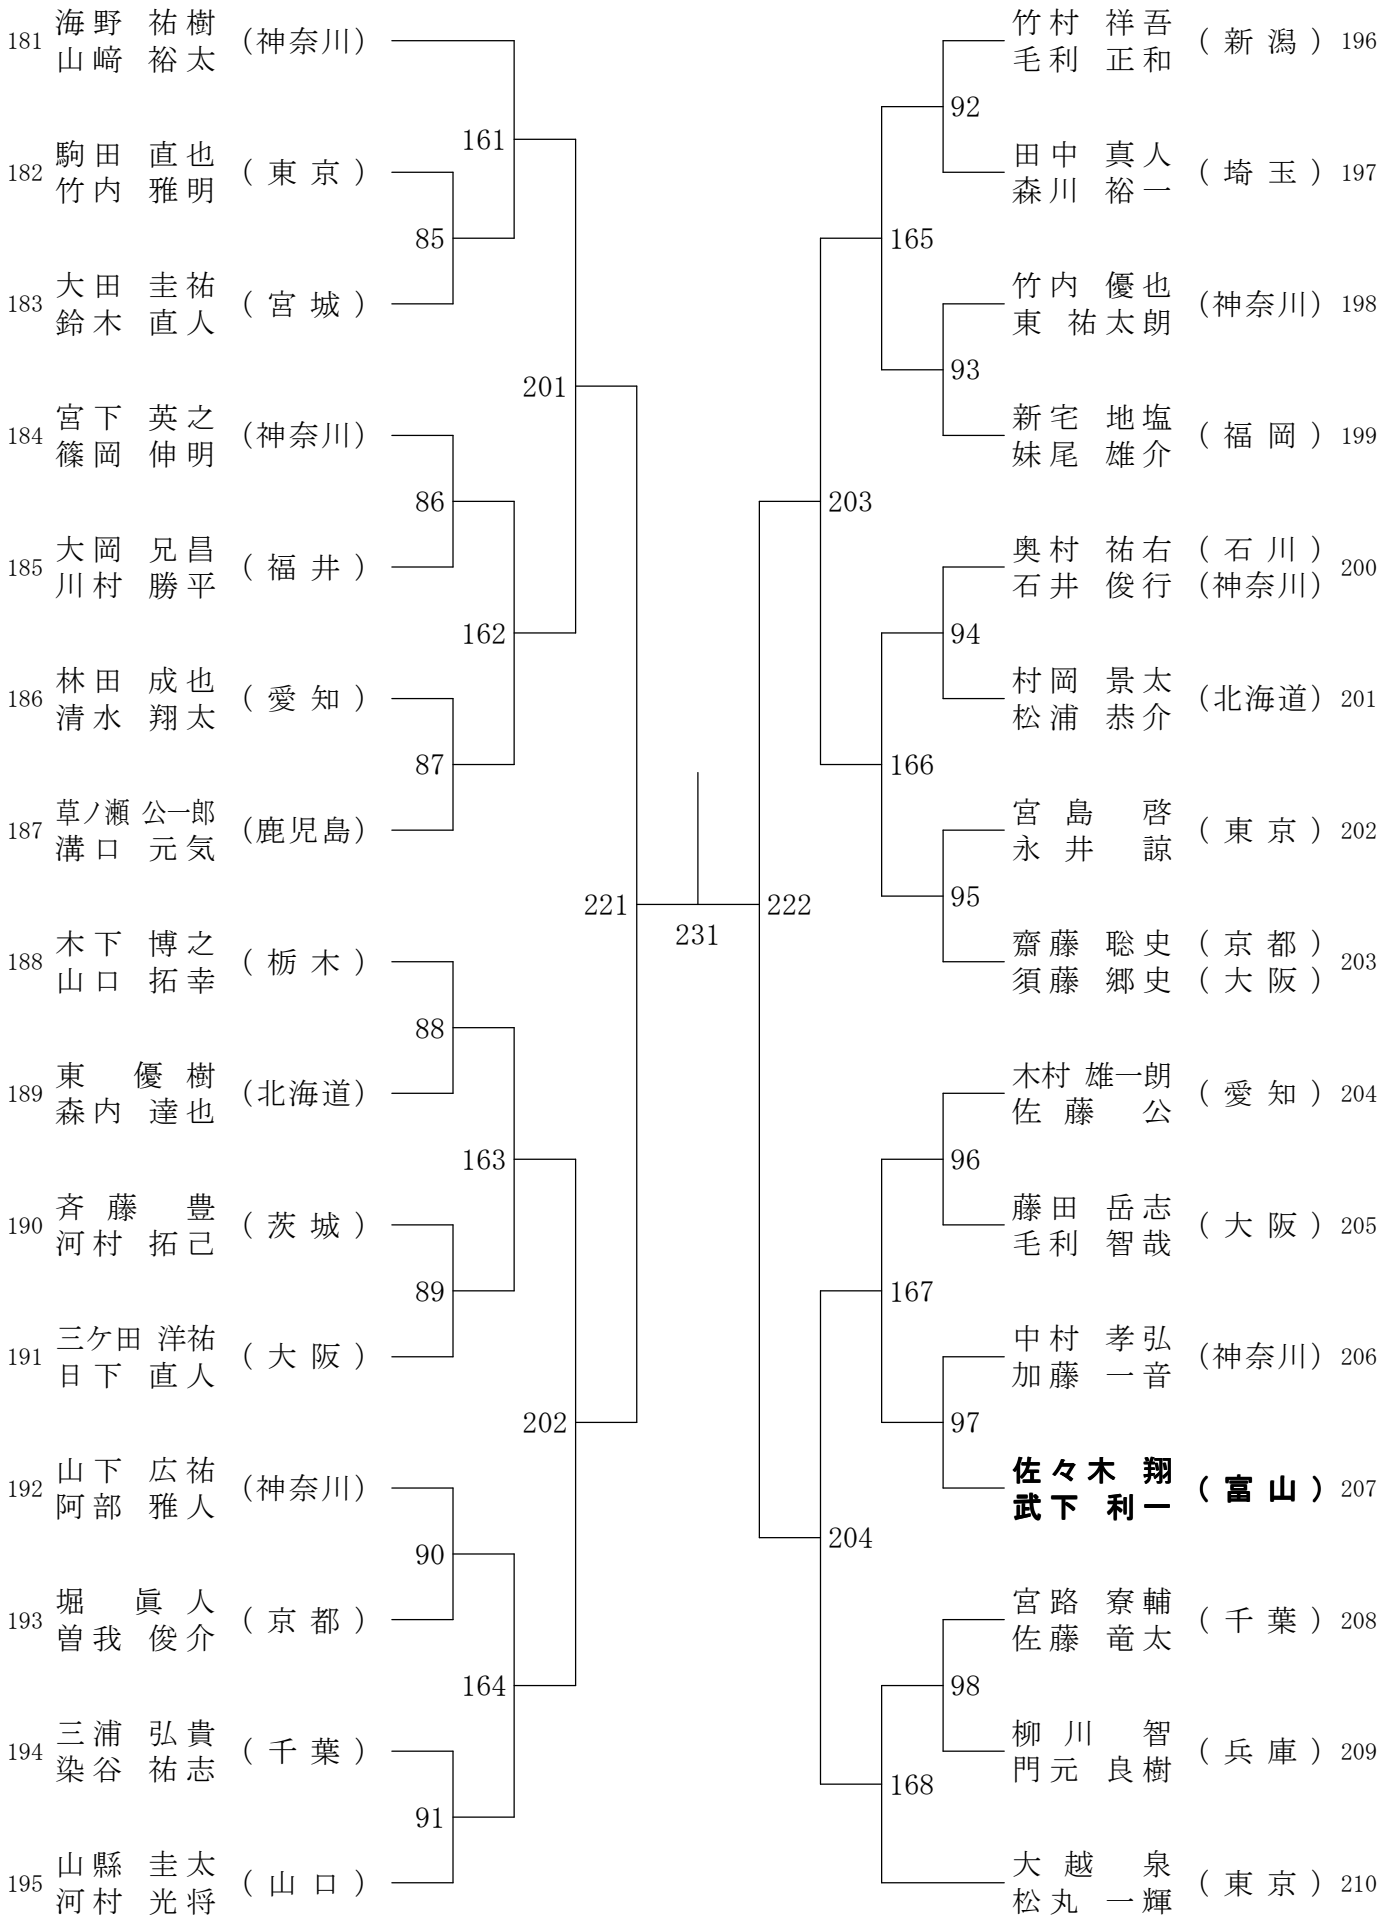 181 海野 祐樹 (神奈川)
山﨑 裕太
161
182 駒田 直也 (東京)
竹内 雅明
85
183 大田 圭祐 (宮城)
鈴木 直人
201
184 宮下 英之 (神奈川)
篠岡 伸明
86
185 大岡 兄昌 (福井)
川村 勝平
162
186 林田 成也 (愛知)
清水 翔太
87
187 草ノ瀬 公一郎 (鹿児島)
溝口 元気
221
188 木下 博之 (栃木)
山口 拓幸
88
189 東 優樹 (北海道)
森内 達也
163
190 斉藤 豊 (茨城)
河村 拓己
89
191 三ケ田 洋祐 (大阪)
日下 直人
202
192 山下 広祐 (神奈川)
阿部 雅人
90
193 堀 眞人 (京都)
曽我 俊介
164
194 三浦 弘貴 (千葉)
染谷 祐志
91
195 山縣 圭太 (山口)
河村 光将
231
竹村 祥吾 (新潟) 196
毛利 正和
92
田中 真人 (埼玉) 197
森川 裕一
165
竹内 優也 (神奈川) 198
東 祐太朗
93
新宅 地塩 (福岡) 199
妹尾 雄介
203
奥村 祐右 (石川) 200
石井 俊行 (神奈川)
94
村岡 景太 (北海道) 201
松浦 恭介
166
宮島 啓 (東京) 202
永井 諒
95
222
齋藤 聡史 (京都) 203
須藤 郷史 (大阪)
木村 雄一朗 (愛知) 204
佐藤 公
96
藤田 岳志 (大阪) 205
毛利 智哉
167
中村 孝弘 (神奈川) 206
加藤 一音
97
佐々木 翔 (富山) 207
武下 利一
204
宮路 寮輔 (千葉) 208
佐藤 竜太
98
柳川 智 (兵庫) 209
門元 良樹
168
大越 泉 (東京) 210
松丸 一輝